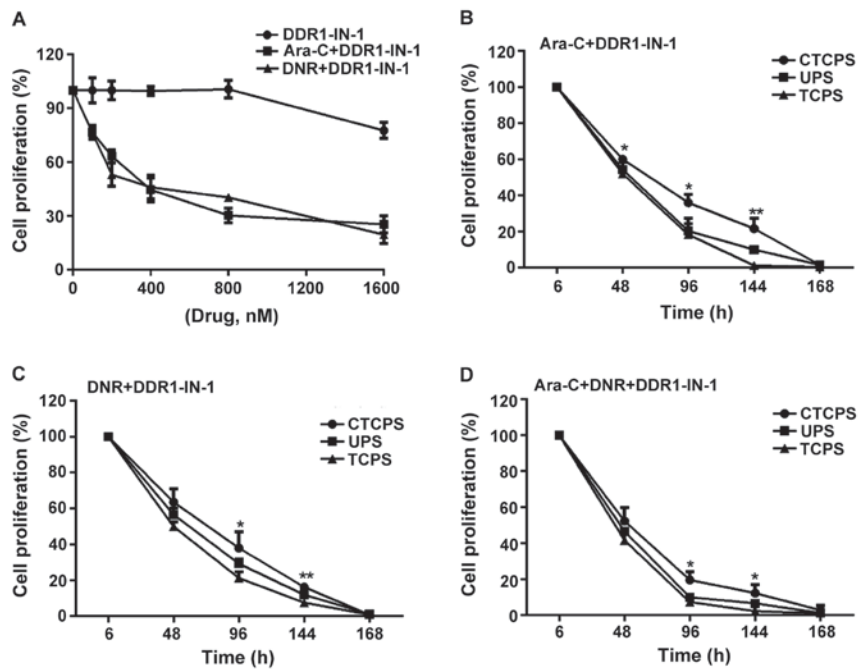 A
DDR1-IN-1
Ara-C+DDR1-IN-1
DNR+DDR1-IN-1
Cell proliferation (%)
120
90
60
30
0
0 400 800 1200 1600
(Drug, nM)
B
Ara-C+DDR1-IN-1
CTCPS
UPS
TCPS
Cell proliferation (%)
120
100
80
60
40
20
0
*
*
**
6 48 96 144 168
Time (h)
C
DNR+DDR1-IN-1
CTCPS
UPS
TCPS
Cell proliferation (%)
120
100
80
60
40
20
0
*
**
6 48 96 144 168
Time (h)
D
Ara-C+DNR+DDR1-IN-1
CTCPS
UPS
TCPS
Cell proliferation (%)
120
100
80
60
40
20
0
*
*
6 48 96 144 168
Time (h)